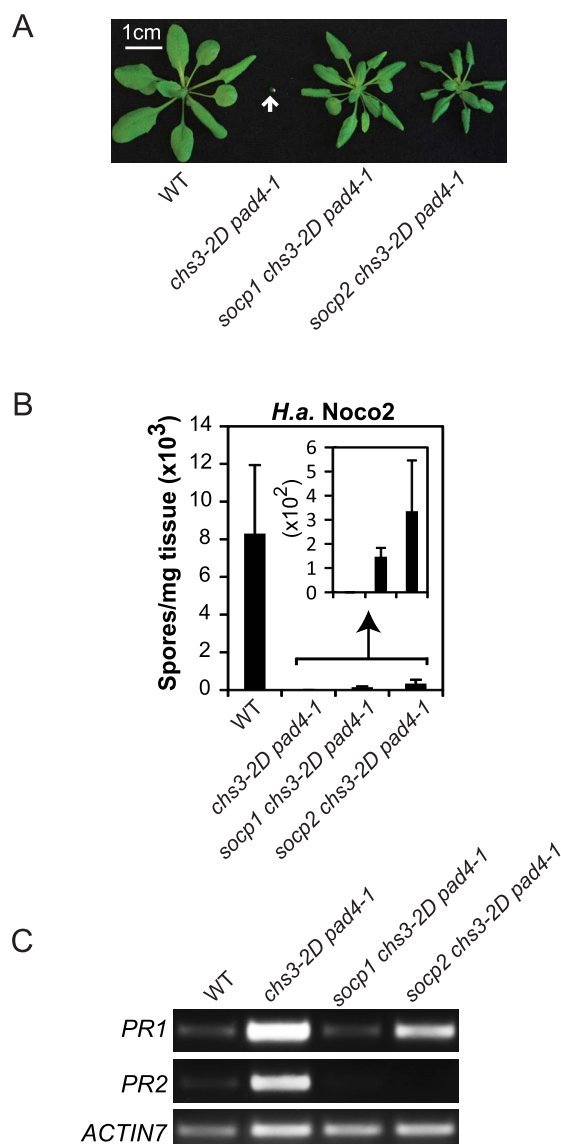 A
1cm
WT
chs3-2D pad4-1
socp1 chs3-2D pad4-1
socp2 chs3-2D pad4-1
B
H.a. Noco2
Spores/mg tissue (x10³)
14
12
10
8
6
4
2
0
(x10²)
6
5
4
3
2
1
0
WT
chs3-2D pad4-1
socp1 chs3-2D pad4-1
socp2 chs3-2D pad4-1
C
WT
chs3-2D pad4-1
socp1 chs3-2D pad4-1
socp2 chs3-2D pad4-1
PR1
PR2
ACTIN7